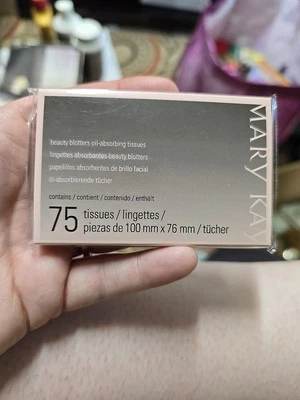 beauty blotters oil-absorbing tissues
lingettes absorbantes beauty blotters
papelillos absorbentes de brillo facial
öl-absorbierende tücher
contains / contient / contenido / enthält
75 tissues / lingettes /
piezas de 100 mm x 76 mm / tücher
MARY KAY